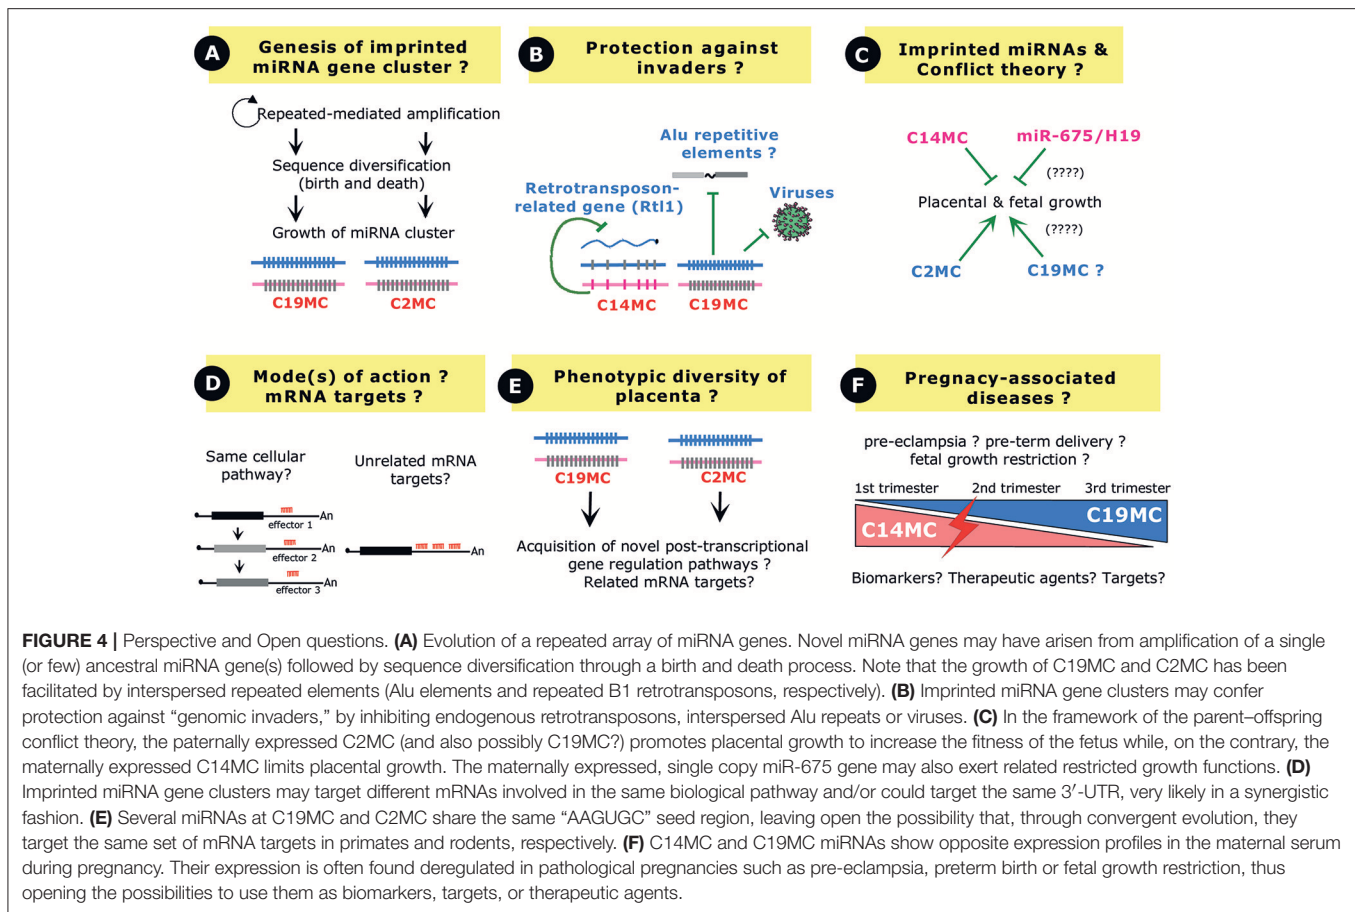 A
Genesis of imprinted
miRNA gene cluster ?
Repeated-mediated amplification
Sequence diversification
(birth and death)
Growth of miRNA cluster
C19MC
C2MC
B
Protection against
invaders ?
Alu repetitive
elements ?
Retrotransposon-
related gene (Rtl1)
Viruses
C14MC
C19MC
C
Imprinted miRNAs &
Conflict theory ?
C14MC
miR-675/H19
(????)
Placental & fetal growth
(????)
C2MC
C19MC ?
D
Mode(s) of action ?
mRNA targets ?
Same cellular
pathway?
Unrelated mRNA
targets?
An
effector 1
An
effector 2
An
effector 3
An
E
Phenotypic diversity of
placenta ?
C19MC
C2MC
Acquisition of novel post-transcriptional
gene regulation pathways ?
Related mRNA targets?
F
Pregnacy-associated
diseases ?
pre-eclampsia ? pre-term delivery ?
fetal growth restriction ?
1st trimester
2nd trimester
3rd trimester
C14MC
C19MC
Biomarkers? Therapeutic agents? Targets?
FIGURE 4 | Perspective and Open questions. (A) Evolution of a repeated array of miRNA genes. Novel miRNA genes may have arisen from amplification of a single
(or few) ancestral miRNA gene(s) followed by sequence diversification through a birth and death process. Note that the growth of C19MC and C2MC has been
facilitated by interspersed repeated elements (Alu elements and repeated B1 retrotransposons, respectively). (B) Imprinted miRNA gene clusters may confer
protection against “genomic invaders,” by inhibiting endogenous retrotransposons, interspersed Alu repeats or viruses. (C) In the framework of the parent–offspring
conflict theory, the paternally expressed C2MC (and also possibly C19MC?) promotes placental growth to increase the fitness of the fetus while, on the contrary, the
maternally expressed C14MC limits placental growth. The maternally expressed, single copy miR-675 gene may also exert related restricted growth functions. (D)
Imprinted miRNA gene clusters may target different mRNAs involved in the same biological pathway and/or could target the same 3′-UTR, very likely in a synergistic
fashion. (E) Several miRNAs at C19MC and C2MC share the same “AAGUGC” seed region, leaving open the possibility that, through convergent evolution, they
target the same set of mRNA targets in primates and rodents, respectively. (F) C14MC and C19MC miRNAs show opposite expression profiles in the maternal serum
during pregnancy. Their expression is often found deregulated in pathological pregnancies such as pre-eclampsia, preterm birth or fetal growth restriction, thus
opening the possibilities to use them as biomarkers, targets, or therapeutic agents.